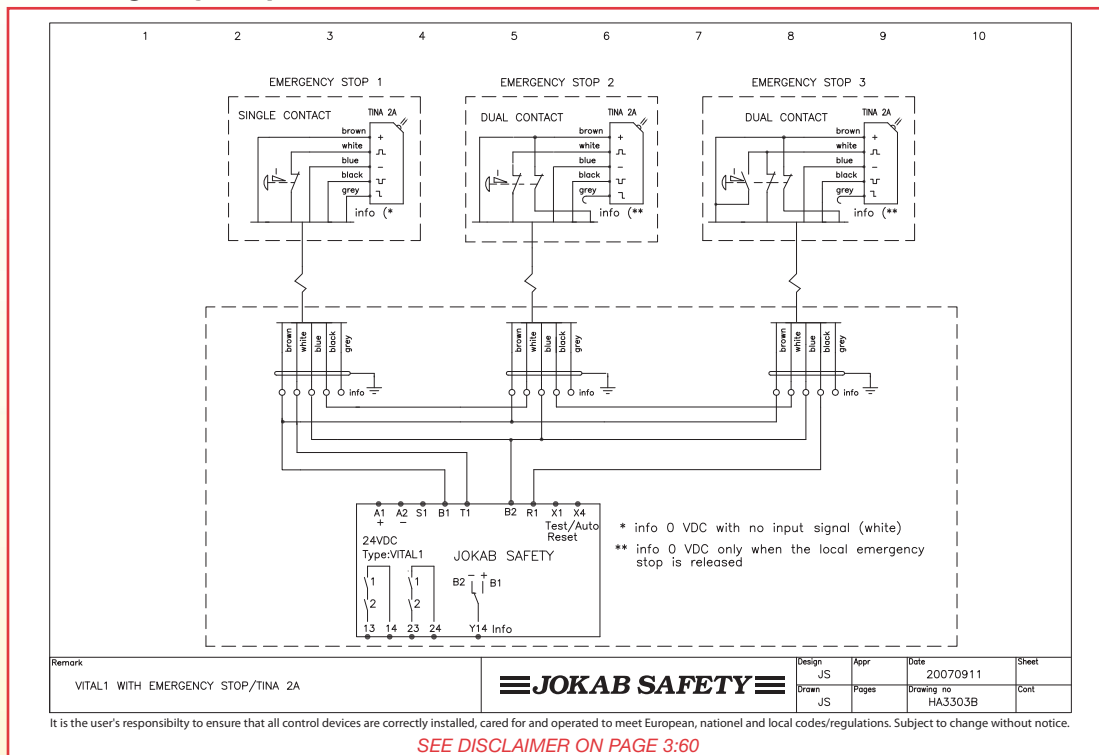 1 2 3 4 5 6 7 8 9 10
EMERGENCY STOP 1
EMERGENCY STOP 2
EMERGENCY STOP 3
SINGLE CONTACT
TINA 2A
brown
+
white
blue
-
black
grey
info (*
DUAL CONTACT
TINA 2A
brown
+
white
blue
-
black
grey
info (**
DUAL CONTACT
TINA 2A
brown
+
white
blue
-
black
grey
info (**
brown white blue black grey
info
brown white blue black grey
info
brown white blue black grey
info
A1 A2 S1 B1 T1 B2 R1 X1 X4
+ -
Test/Auto
Reset
24VDC
Type:VITAL1
JOKAB SAFETY
B2 - + B1
1 1
2 2
13 14 23 24 Y14 Info
* info 0 VDC with no input signal (white)
** info 0 VDC only when the local emergency
stop is released
Remark
VITAL1 WITH EMERGENCY STOP/TINA 2A
JOKAB SAFETY
Design
JS
Appr
Date
20070911
Sheet
Drawn
JS
Pages
Drawing no
HA3303B
Cont
It is the user's responsibilty to ensure that all control devices are correctly installed, cared for and operated to meet European, nationel and local codes/regulations. Subject to change without notice.
SEE DISCLAIMER ON PAGE 3:60